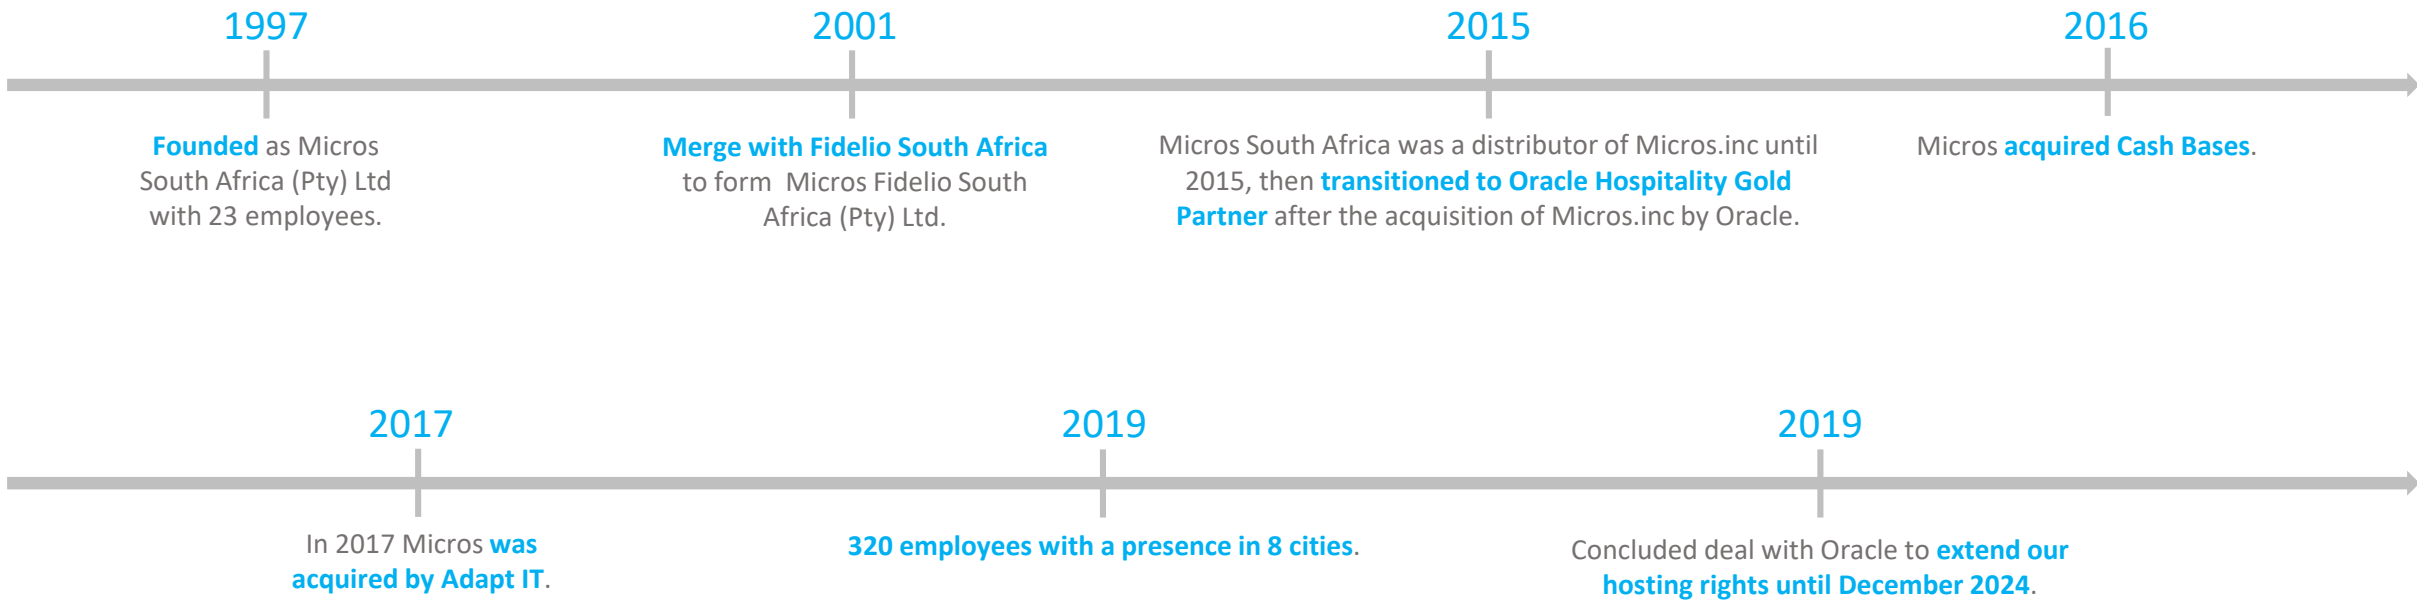 1997
2001
2015
2016
Founded as Micros
South Africa (Pty) Ltd
with 23 employees.
Merge with Fidelio South Africa
to form  Micros Fidelio South
Africa (Pty) Ltd.
Micros South Africa was a distributor of Micros.inc until
2015, then transitioned to Oracle Hospitality Gold
Partner after the acquisition of Micros.inc by Oracle.
Micros acquired Cash Bases.
2017
2019
2019
In 2017 Micros was
acquired by Adapt IT.
320 employees with a presence in 8 cities.
Concluded deal with Oracle to extend our
hosting rights until December 2024.